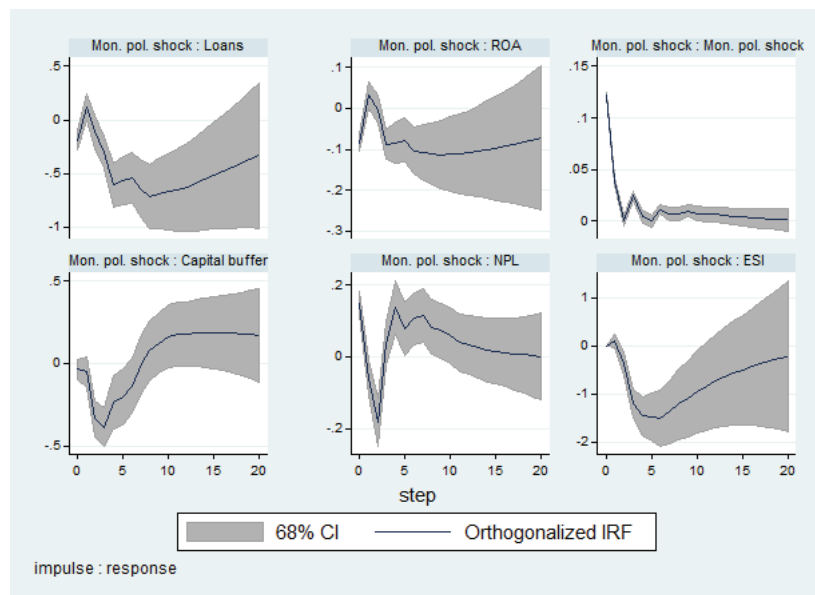 Mon. pol. shock : Loans
Mon. pol. shock : ROA
Mon. pol. shock : Mon. pol. shock
.5
0
-.5
-1
.1
0
-.1
-.2
-.3
.15
.1
.05
0
Mon. pol. shock : Capital buffer
Mon. pol. shock : NPL
Mon. pol. shock : ESI
.5
0
-.5
.2
0
-.2
1
0
-1
-2
0 5 10 15 20
0 5 10 15 20
0 5 10 15 20
step
68% CI
Orthogonalized IRF
impulse : response